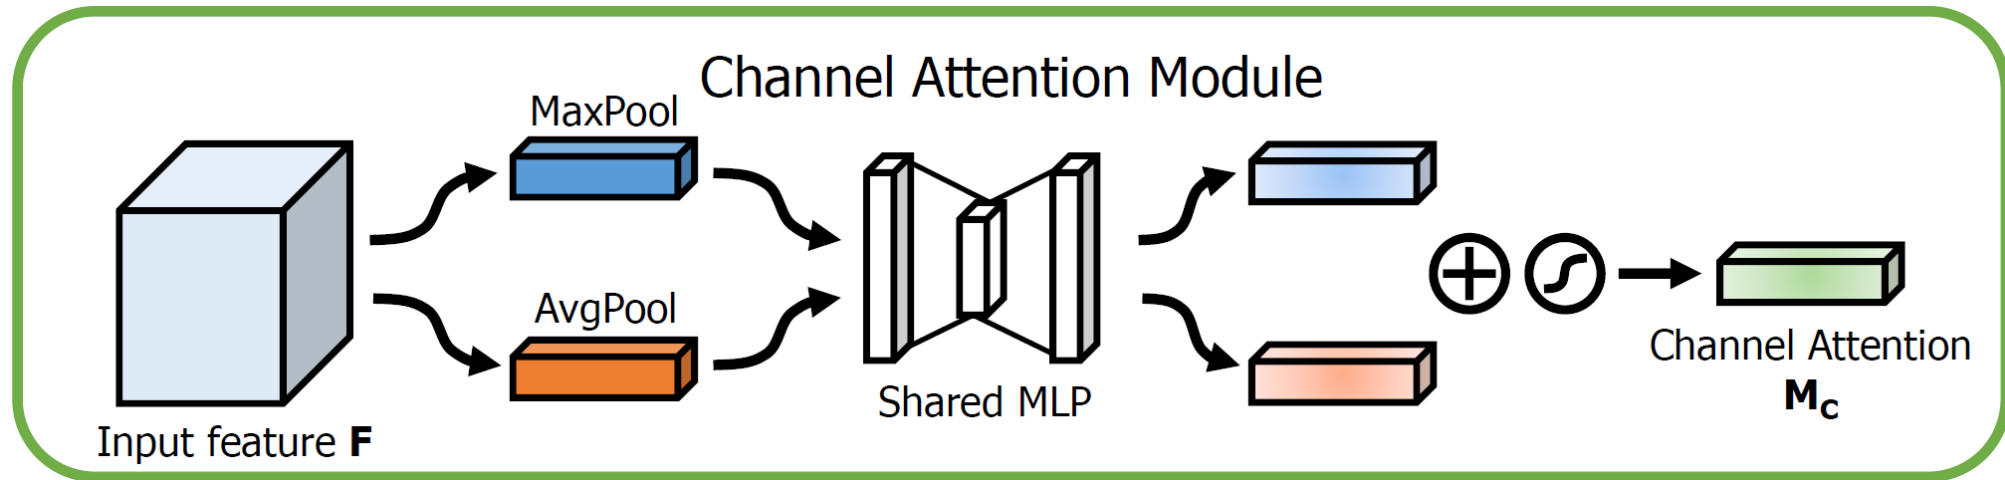 Channel Attention Module
MaxPool
AvgPool
Shared MLP
Input feature F
Channel Attention
Mc